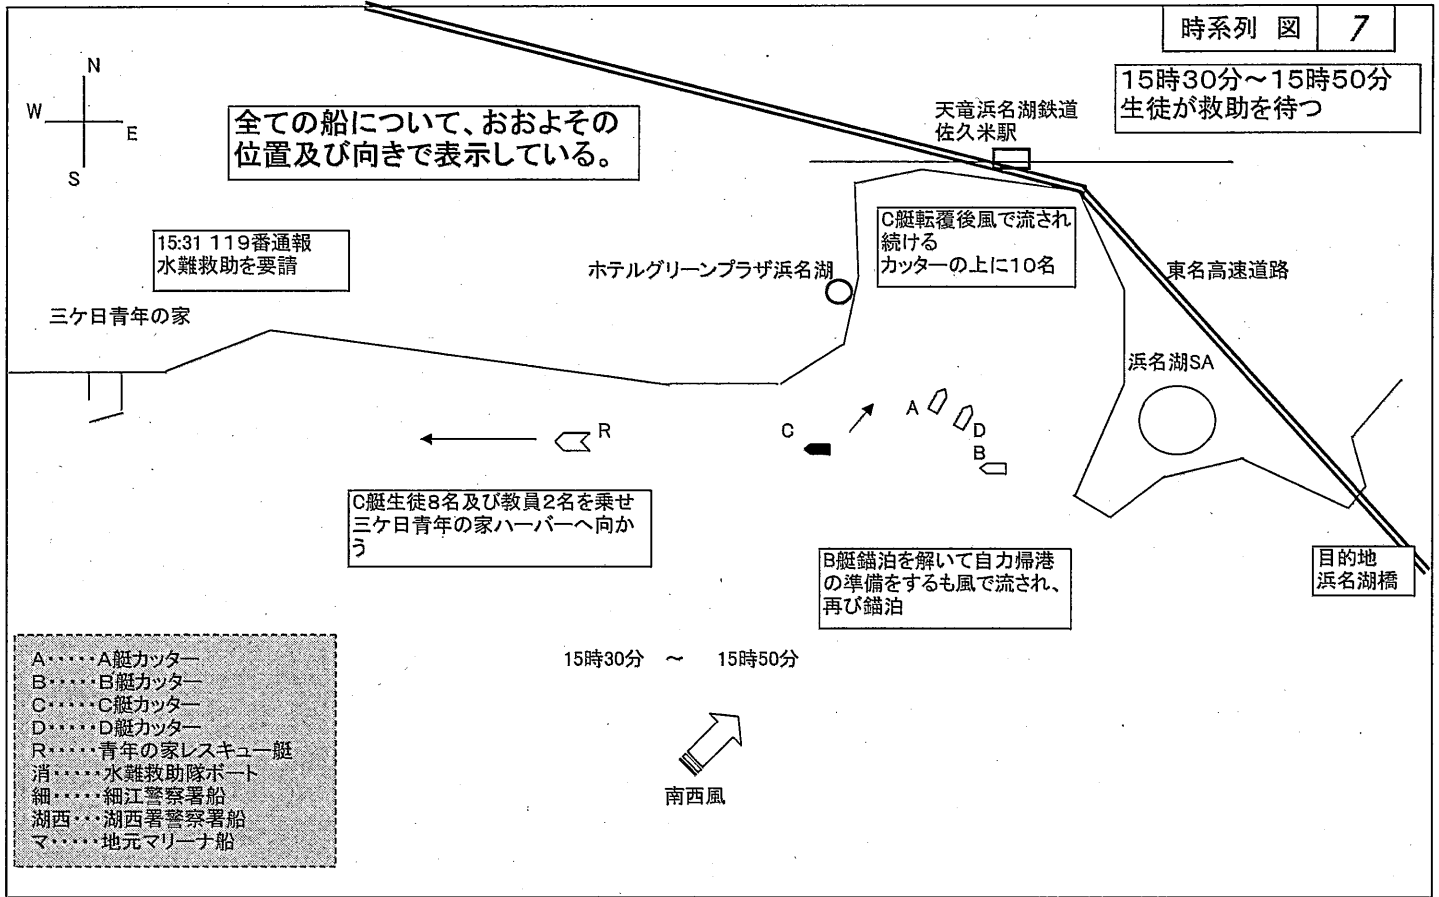 時系列 図 7
15時30分～15時50分
生徒が救助を待つ
N
W
E
S
全ての船について、おおよその
位置及び向きで表示している。
天竜浜名湖鉄道
佐久米駅
C艇転覆後風で流され
続ける
カッターの上に10名
15:31 119番通報
水難救助を要請
ホテルグリーンプラザ浜名湖
東名高速道路
三ケ日青年の家
浜名湖SA
A
D
B
C
R
C艇生徒8名及び教員2名を乗せ
三ケ日青年の家ハーバーへ向か
う
B艇錨泊を解いて自力帰港
の準備をするも風で流され、
再び錨泊
目的地
浜名湖橋
15時30分 ～ 15時50分
南西風
A・・・・・A艇カッター
B・・・・・B艇カッター
C・・・・・C艇カッター
D・・・・・D艇カッター
R・・・・・青年の家レスキュー艇
消・・・・・水難救助隊ボート
細・・・・・細江警察署船
湖西・・・湖西署警察署船
マ・・・・・地元マリーナ船